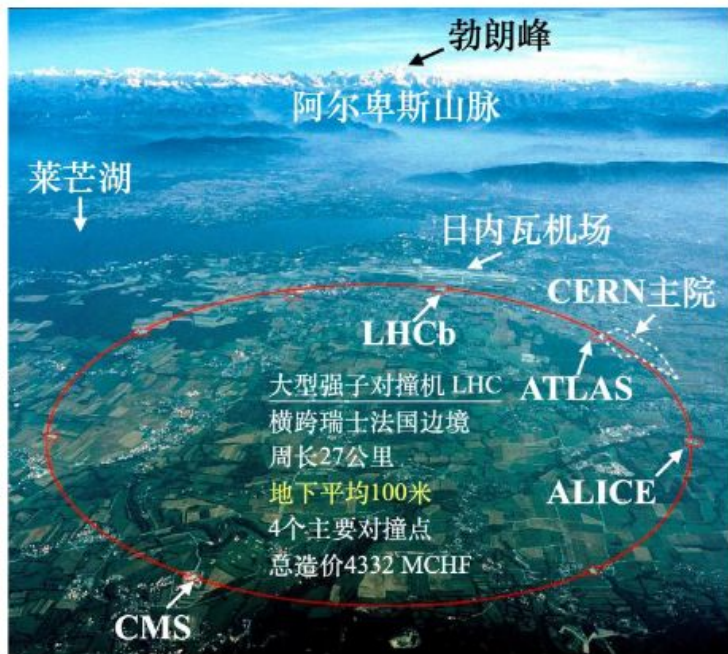 勃朗峰
阿尔卑斯山脉
莱芒湖
日内瓦机场
CERN主院
LHCb
ATLAS
大型强子对撞机 LHC
横跨瑞士法国边境
周长27公里
地下平均100米
4个主要对撞点
总造价4332 MCHF
ALICE
CMS